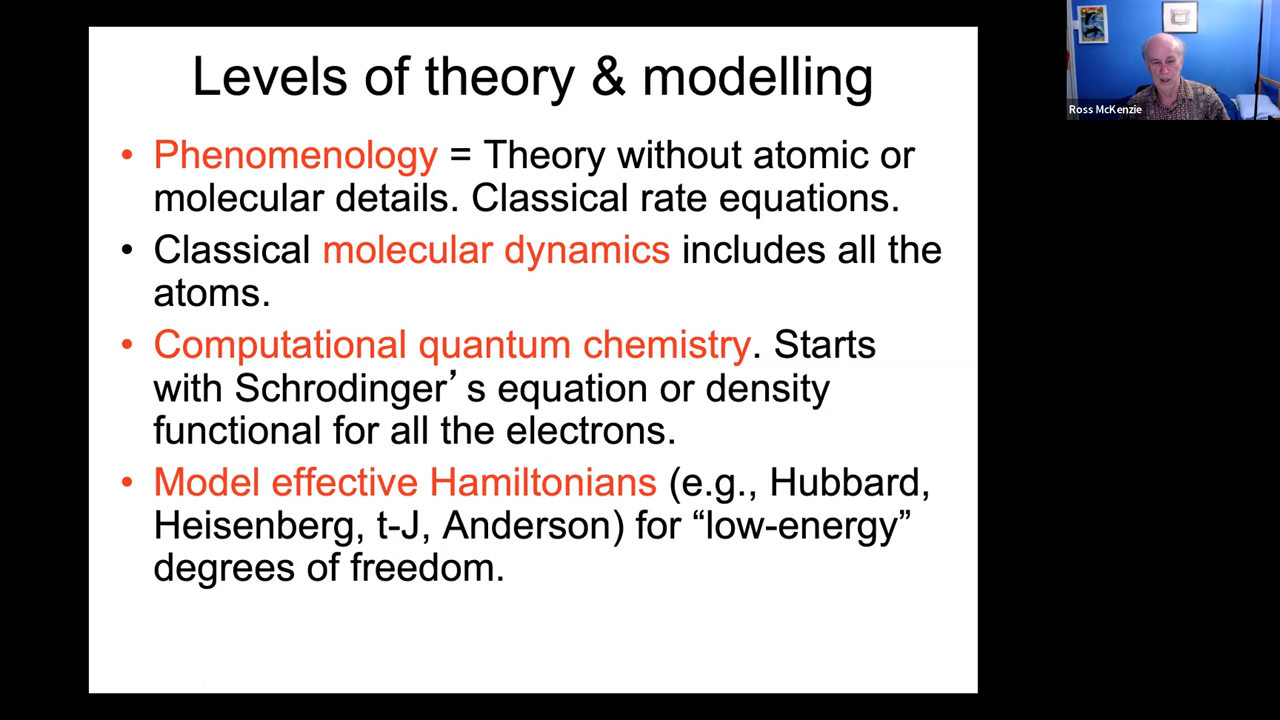 Levels of theory & modelling
• Phenomenology = Theory without atomic or
molecular details. Classical rate equations.
• Classical molecular dynamics includes all the
atoms.
• Computational quantum chemistry. Starts
with Schrodinger’s equation or density
functional for all the electrons.
• Model effective Hamiltonians (e.g., Hubbard,
Heisenberg, t-J, Anderson) for “low-energy”
degrees of freedom.
Ross McKenzie